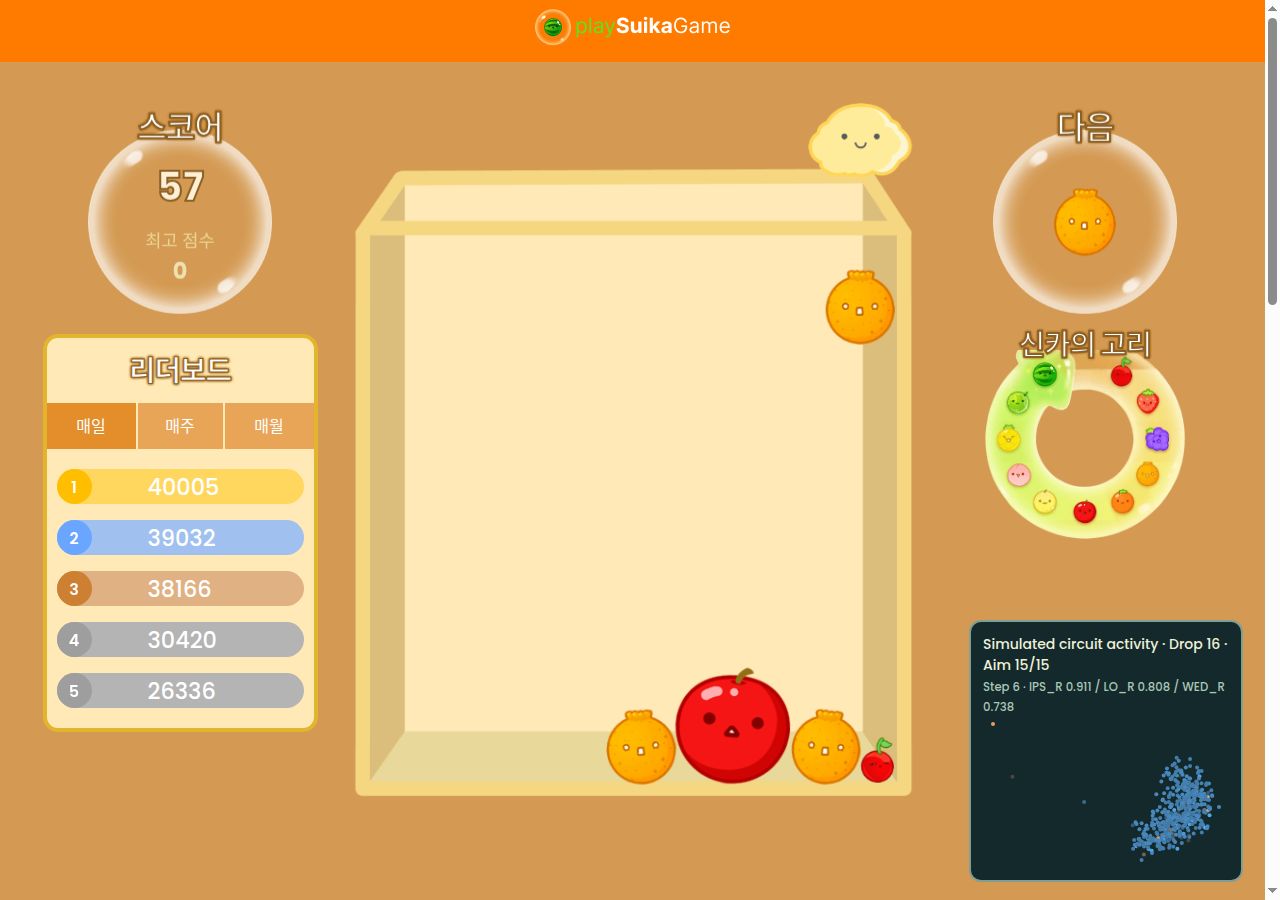 playSuikaGame
스코어
57
최고 점수
0
리더보드
매일 매주 매월
1 40005
2 39032
3 38166
4 30420
5 26336
다음
신카의 고리
Simulated circuit activity · Drop 16 ·
Aim 15/15
Step 6 · IPS_R 0.911 / LO_R 0.808 / WED_R
0.738